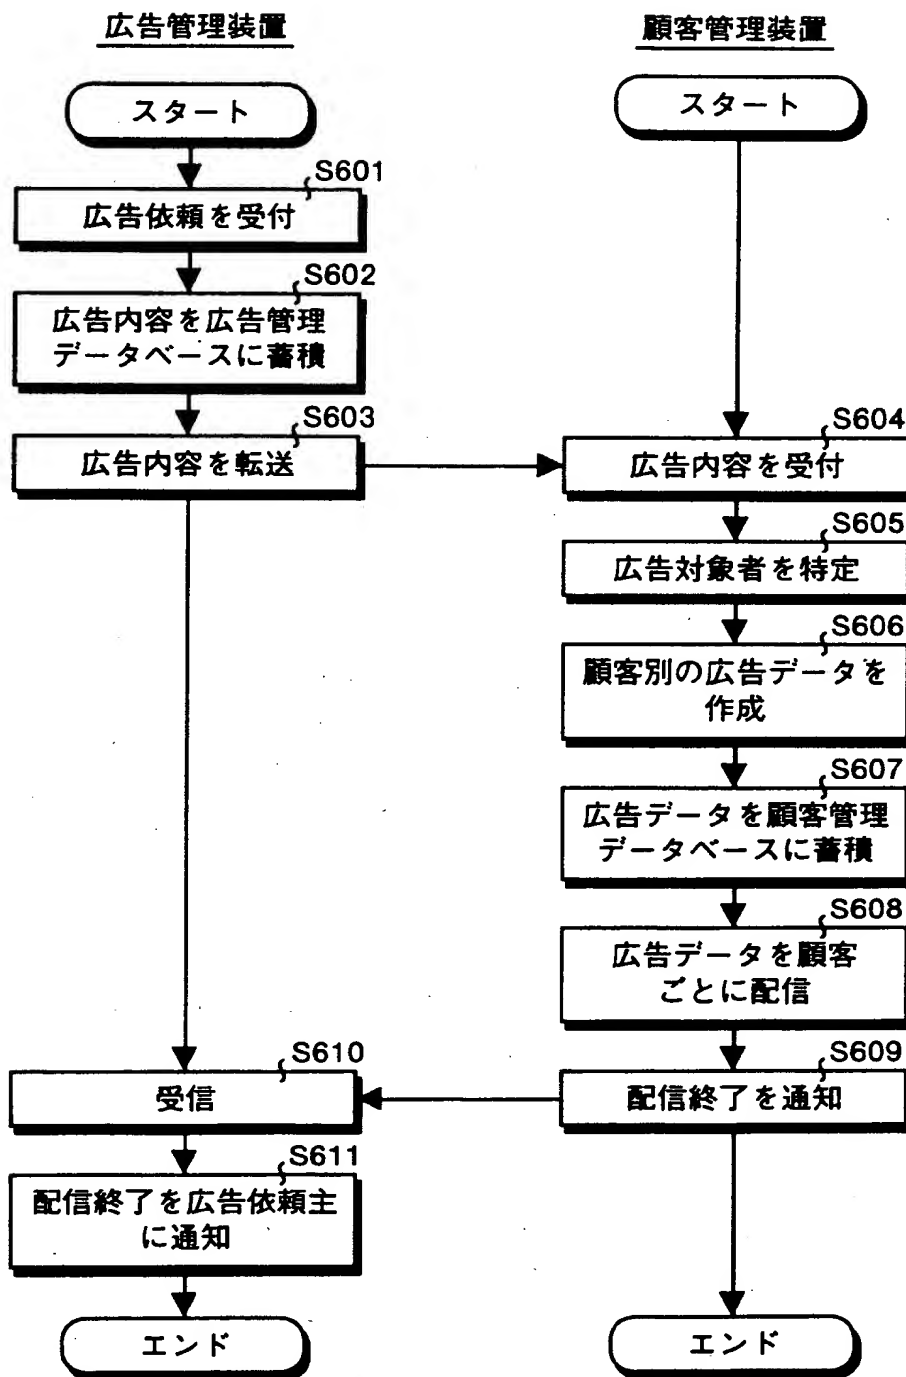 広告管理装置
スタート
S601
広告依頼を受付
S602
広告内容を広告管理
データベースに蓄積
S603
広告内容を転送
S610
受信
S611
配信終了を広告依頼主
に通知
エンド
顧客管理装置
スタート
S604
広告内容を受付
S605
広告対象者を特定
S606
顧客別の広告データを
作成
S607
広告データを顧客管理
データベースに蓄積
S608
広告データを顧客
ごとに配信
S609
配信終了を通知
エンド